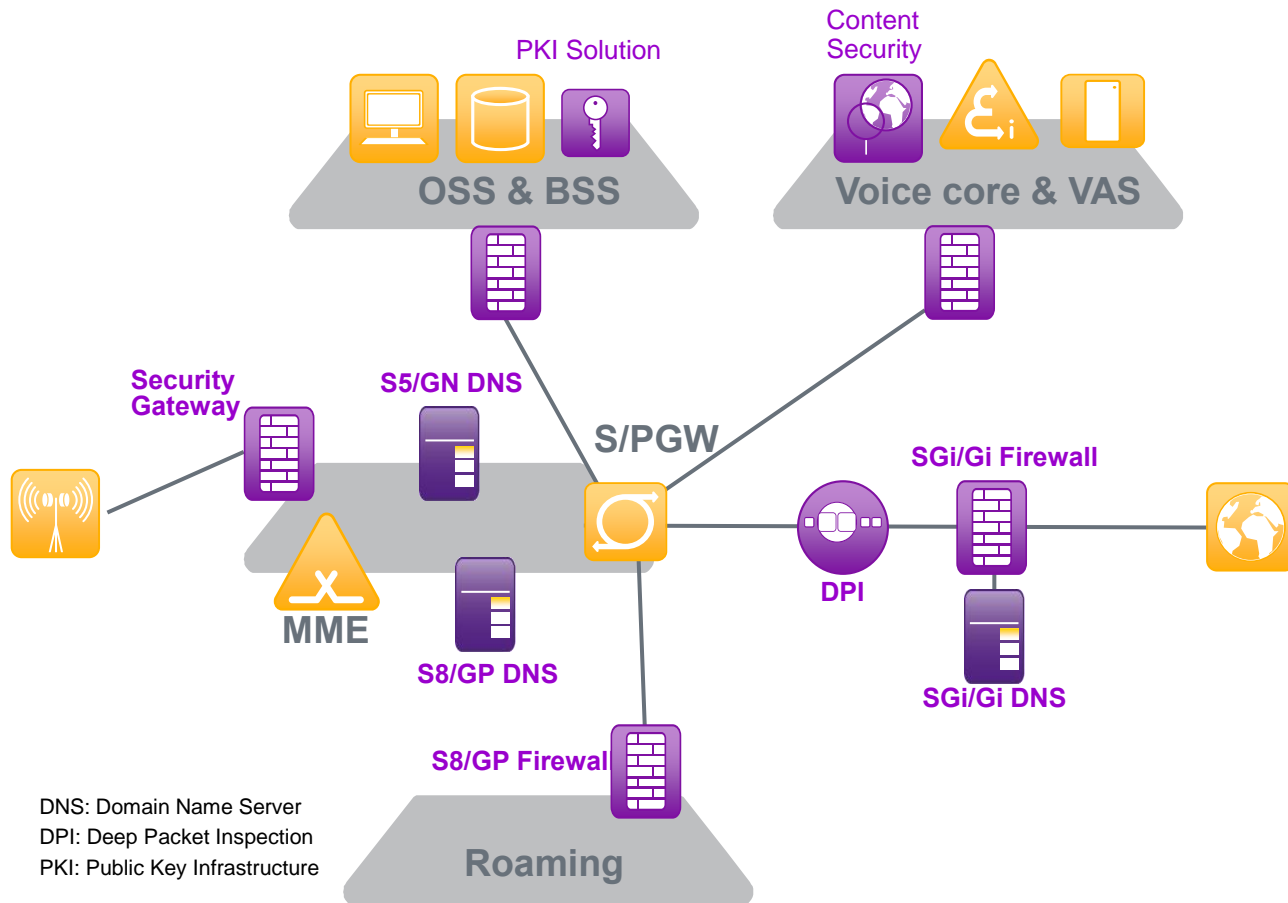 PKI Solution
Content
Security
OSS & BSS
Voice core & VAS
Security
Gateway
S5/GN DNS
S/PGW
SGi/Gi Firewall
DPI
MME
S8/GP DNS
SGi/Gi DNS
S8/GP Firewall
Roaming
DNS: Domain Name Server
DPI: Deep Packet Inspection
PKI: Public Key Infrastructure